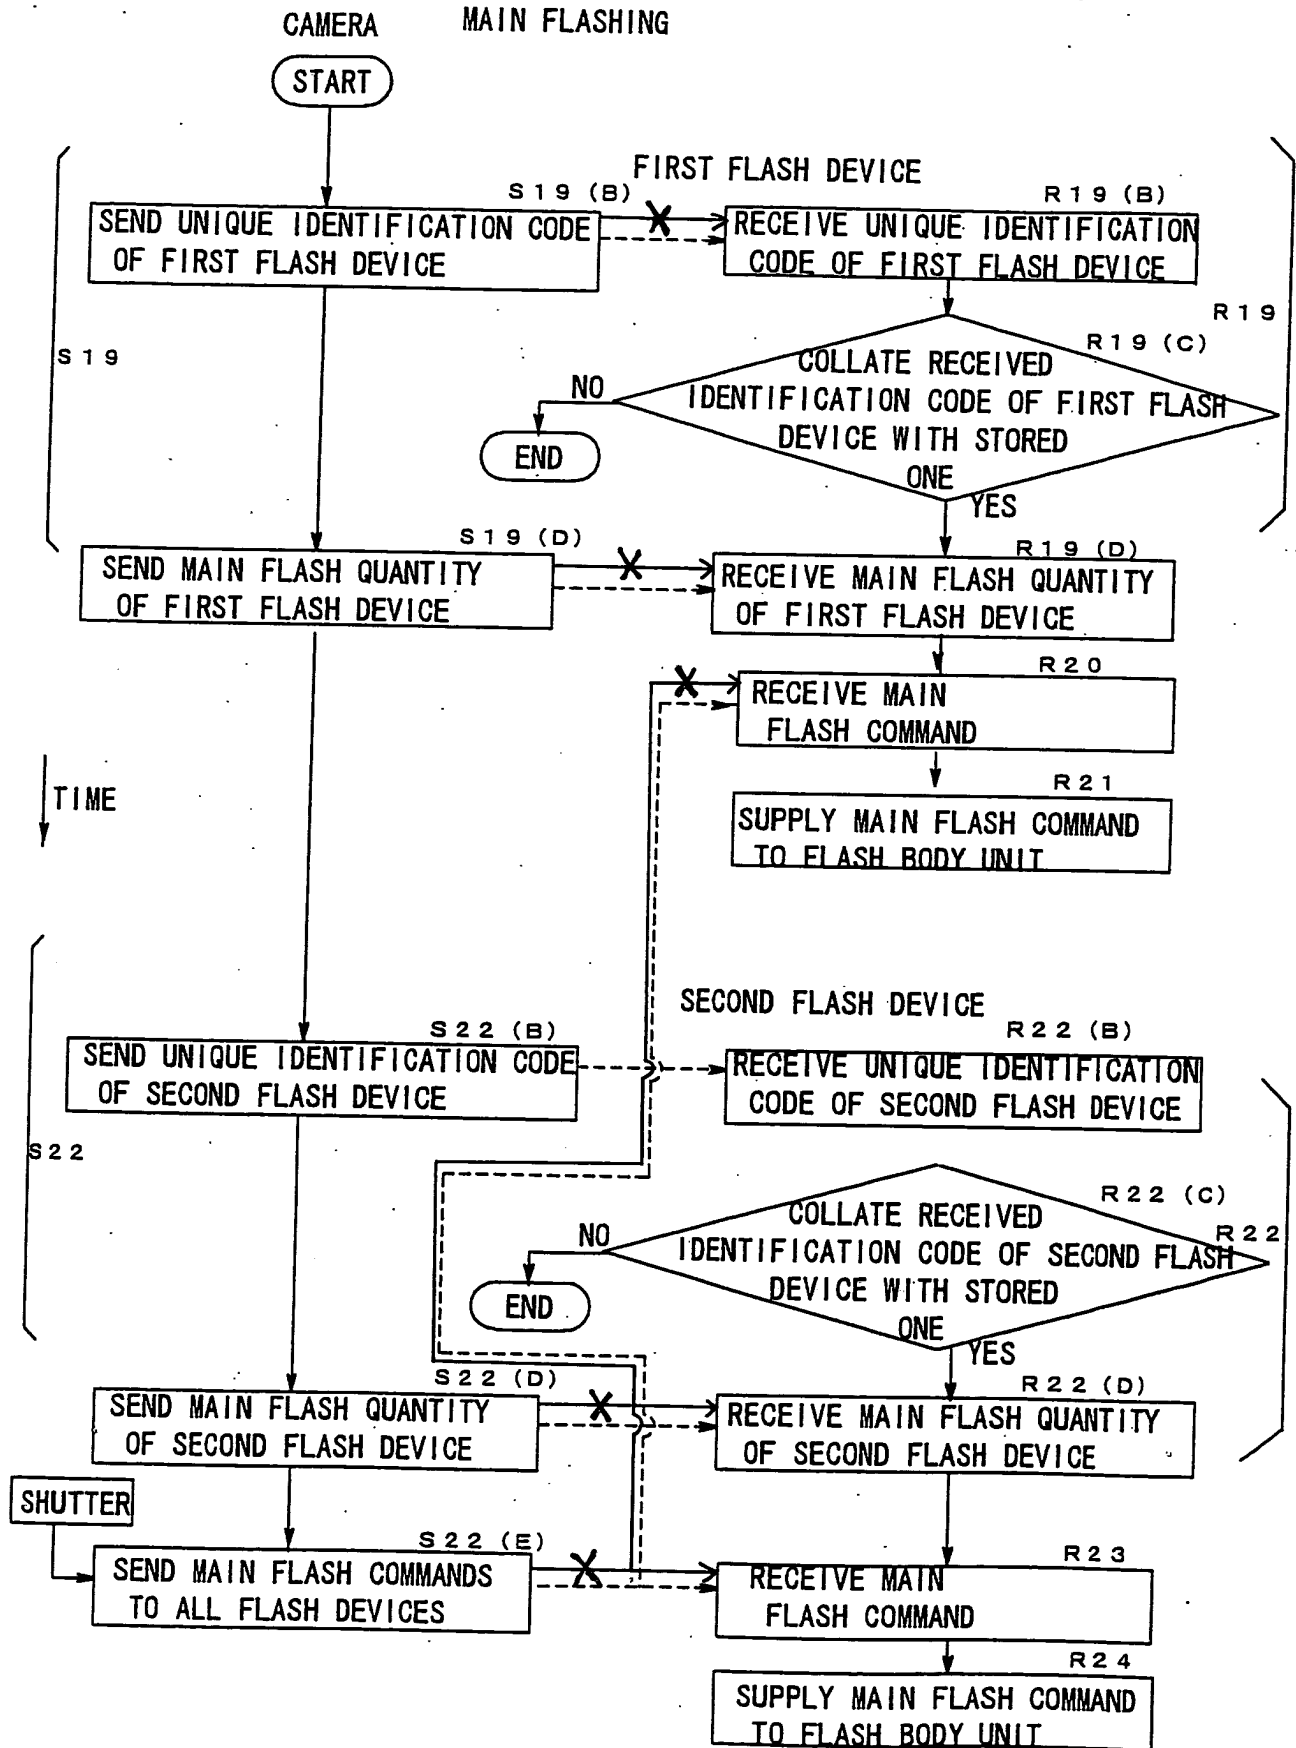 CAMERA
MAIN FLASHING
START
FIRST FLASH DEVICE
S19 (B)
SEND UNIQUE IDENTIFICATION CODE
OF FIRST FLASH DEVICE
R19 (B)
RECEIVE UNIQUE IDENTIFICATION
CODE OF FIRST FLASH DEVICE
R19
S19
R19 (C)
COLLATE RECEIVED
IDENTIFICATION CODE OF FIRST FLASH
DEVICE WITH STORED
ONE
NO
END
YES
S19 (D)
SEND MAIN FLASH QUANTITY
OF FIRST FLASH DEVICE
R19 (D)
RECEIVE MAIN FLASH QUANTITY
OF FIRST FLASH DEVICE
R20
RECEIVE MAIN
FLASH COMMAND
TIME
R21
SUPPLY MAIN FLASH COMMAND
TO FLASH BODY UNIT
SECOND FLASH DEVICE
S22 (B)
SEND UNIQUE IDENTIFICATION CODE
OF SECOND FLASH DEVICE
R22 (B)
RECEIVE UNIQUE IDENTIFICATION
CODE OF SECOND FLASH DEVICE
S22
R22 (C)
R22
COLLATE RECEIVED
IDENTIFICATION CODE OF SECOND FLASH
DEVICE WITH STORED
ONE
NO
END
YES
S22 (D)
SEND MAIN FLASH QUANTITY
OF SECOND FLASH DEVICE
R22 (D)
RECEIVE MAIN FLASH QUANTITY
OF SECOND FLASH DEVICE
SHUTTER
S22 (E)
SEND MAIN FLASH COMMANDS
TO ALL FLASH DEVICES
R23
RECEIVE MAIN
FLASH COMMAND
R24
SUPPLY MAIN FLASH COMMAND
TO FLASH BODY UNIT